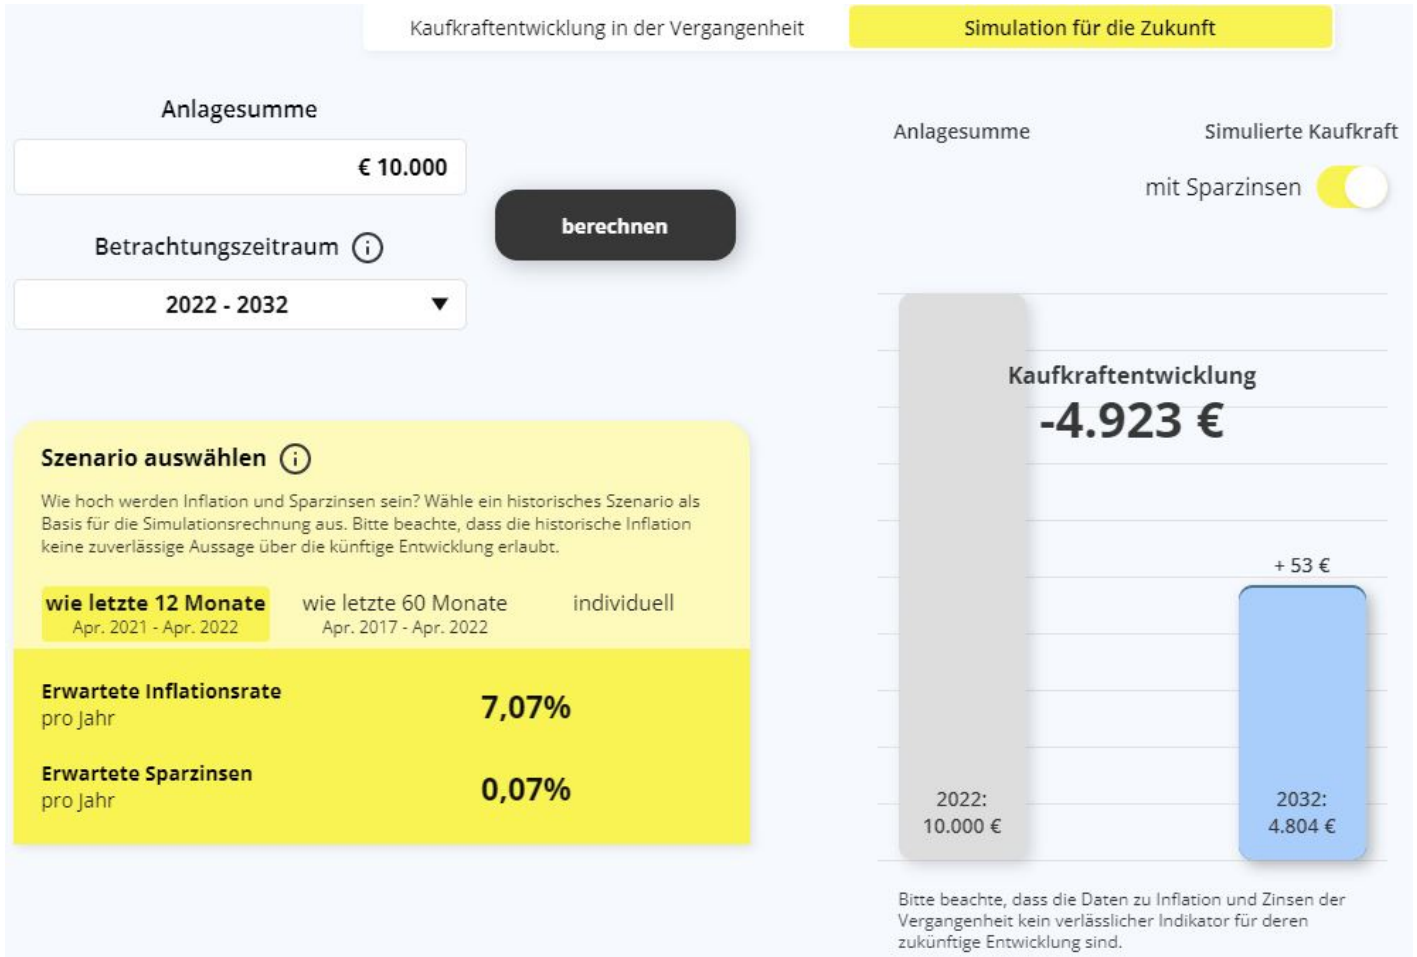 Kaufkraftentwicklung in der Vergangenheit
Simulation für die Zukunft
Anlagesumme
€ 10.000
Betrachtungszeitraum
2022 - 2032
berechnen
Szenario auswählen
Wie hoch werden Inflation und Sparzinsen sein? Wähle ein historisches Szenario als
Basis für die Simulationsrechnung aus. Bitte beachte, dass die historische Inflation
keine zuverlässige Aussage über die künftige Entwicklung erlaubt.
wie letzte 12 Monate
Apr. 2021 - Apr. 2022
wie letzte 60 Monate
Apr. 2017 - Apr. 2022
individuell
Erwartete Inflationsrate
pro Jahr
7,07%
Erwartete Sparzinsen
pro Jahr
0,07%
Anlagesumme
Simulierte Kaufkraft
mit Sparzinsen
Kaufkraftentwicklung
-4.923 €
+ 53 €
2022:
10.000 €
2032:
4.804 €
Bitte beachte, dass die Daten zu Inflation und Zinsen der
Vergangenheit kein verlässlicher Indikator für deren
zukünftige Entwicklung sind.